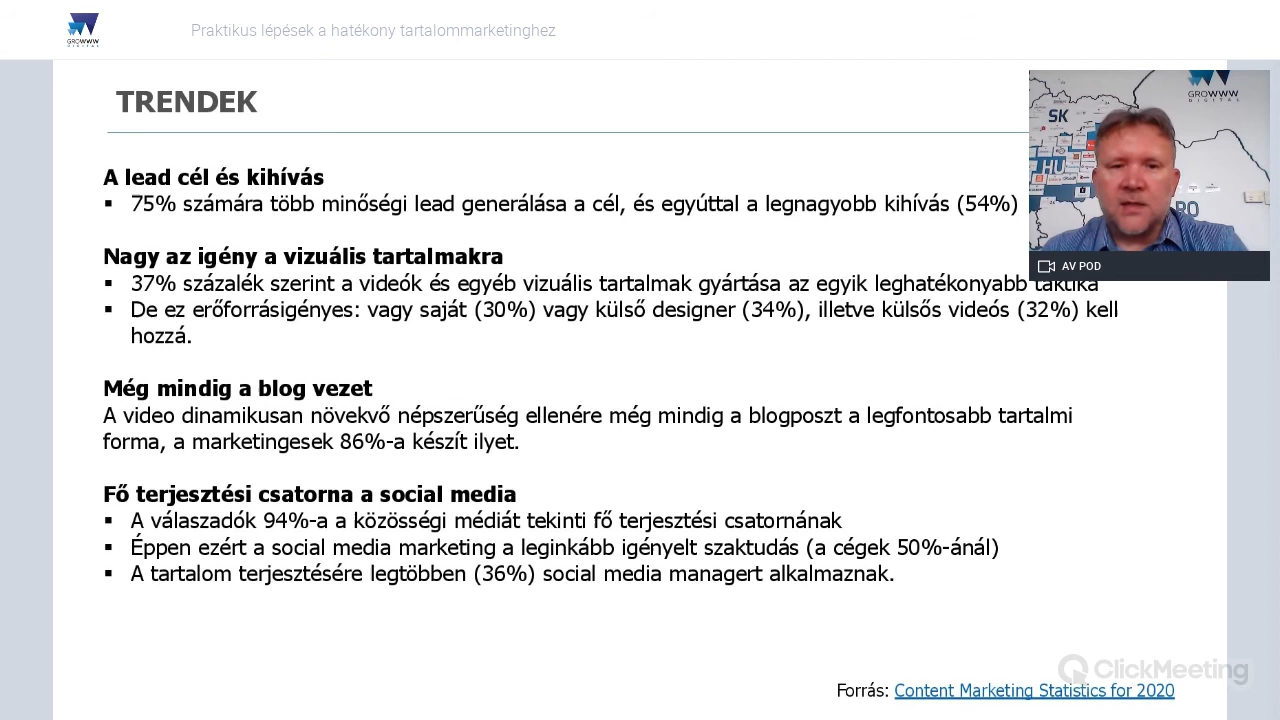 GROWWW
DIGITAL
Praktikus lépések a hatékony tartalommarketinghez
TRENDEK
A lead cél és kihívás
▪ 75% számára több minőségi lead generálása a cél, és egyúttal a legnagyobb kihívás (54%)
Nagy az igény a vizuális tartalmakra
▪ 37% százalék szerint a videók és egyéb vizuális tartalmak gyártása az egyik leghatékonyabb taktika
▪ De ez erőforrásigényes: vagy saját (30%) vagy külső designer (34%), illetve külsős videós (32%) kell
hozzá.
Még mindig a blog vezet
A video dinamikusan növekvő népszerűség ellenére még mindig a blogposzt a legfontosabb tartalmi
forma, a marketingesek 86%-a készít ilyet.
Fő terjesztési csatorna a social media
▪ A válaszadók 94%-a a közösségi médiát tekinti fő terjesztési csatornának
▪ Éppen ezért a social media marketing a leginkább igényelt szaktudás (a cégek 50%-ánál)
▪ A tartalom terjesztésére legtöbben (36%) social media managert alkalmaznak.
Forrás: Content Marketing Statistics for 2020
GROWWW
DIGITAL
SK
HU
RO
AV POD
ClickMeeting